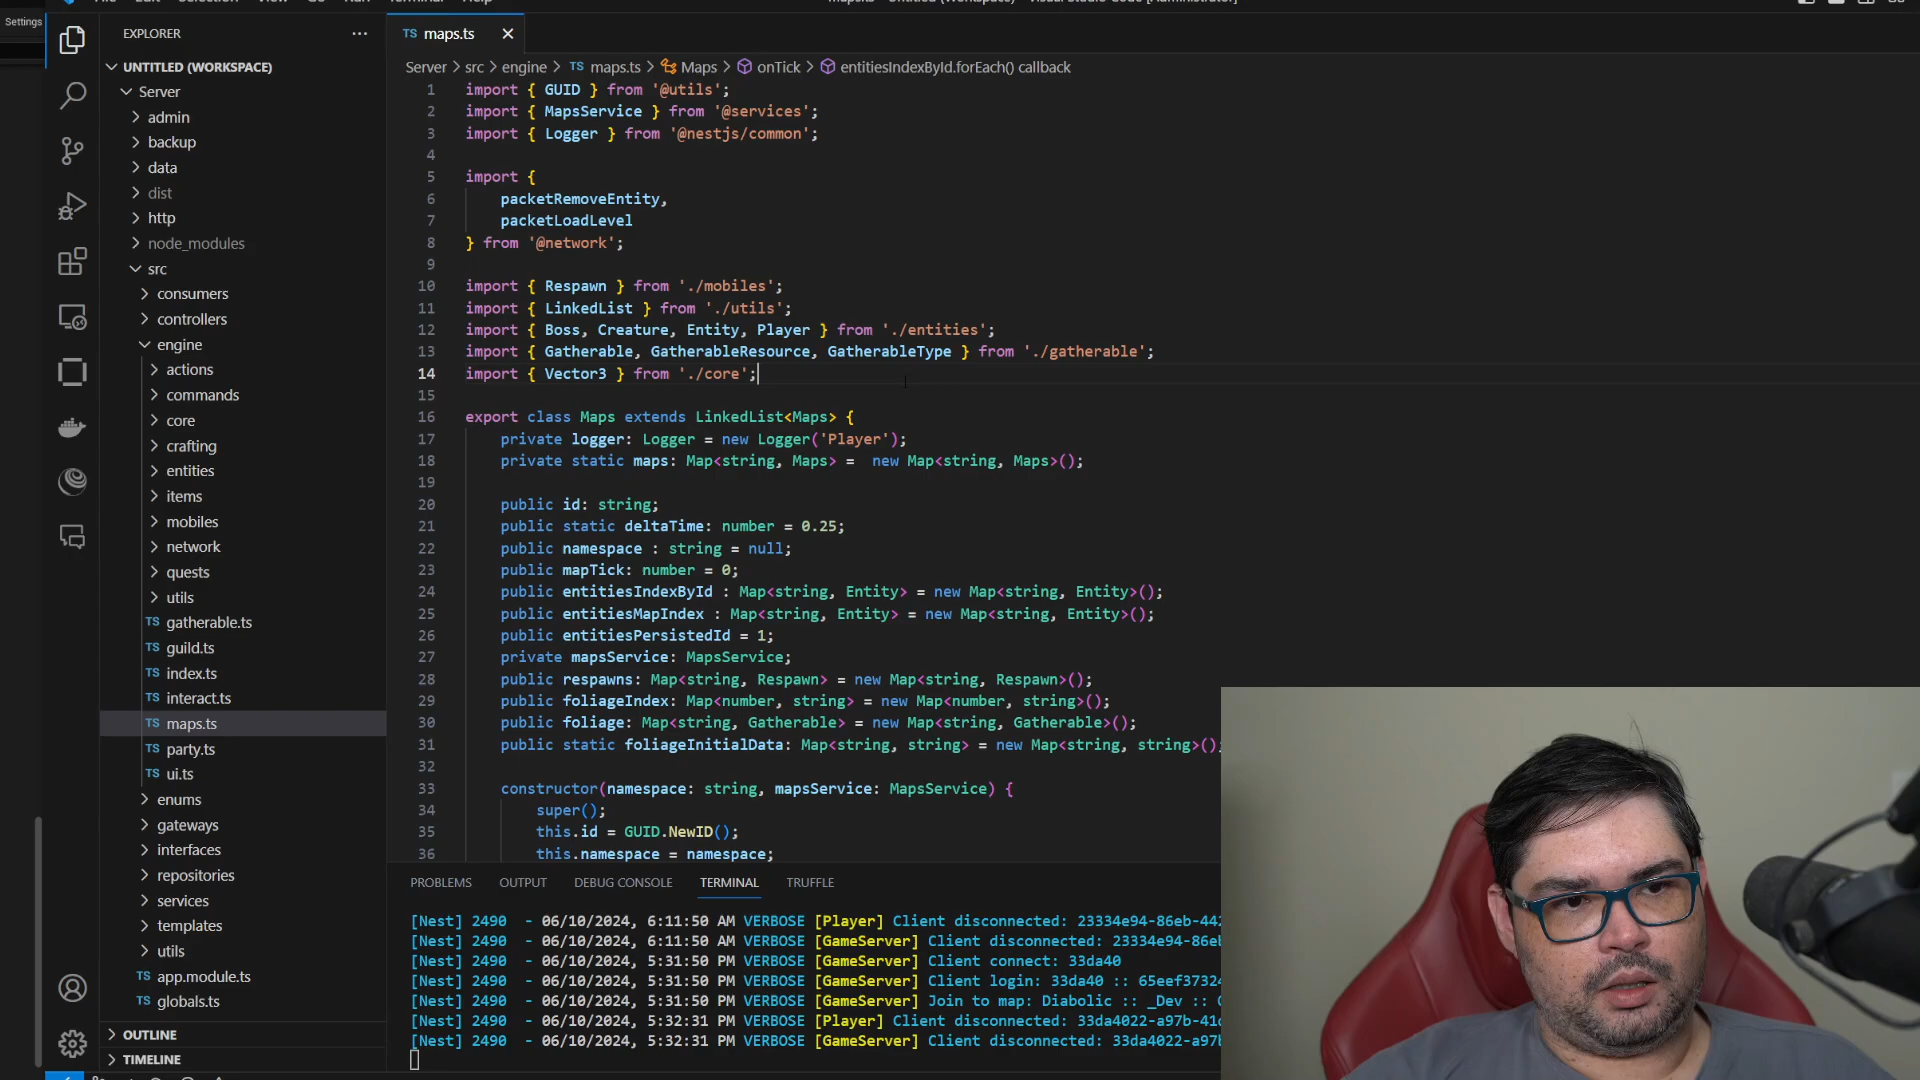 Settings
EXPLORER
UNTITLED (WORKSPACE)
Server
admin
backup
data
dist
http
node_modules
src
consumers
controllers
engine
actions
commands
core
crafting
entities
items
mobiles
network
quests
utils
TS gatherable.ts
TS guild.ts
TS index.ts
TS interact.ts
TS maps.ts
TS party.ts
TS ui.ts
enums
gateways
interfaces
repositories
services
templates
utils
TS app.module.ts
TS globals.ts
OUTLINE
TIMELINE
TS maps.ts
Server > src > engine > TS maps.ts > Maps > onTick > entitiesIndexById.forEach() callback
1 import { GUID } from '@utils';
2 import { MapsService } from '@services';
3 import { Logger } from '@nestjs/common';
4
5 import {
6 packetRemoveEntity,
7 packetLoadLevel
8 } from '@network';
9
10 import { Respawn } from './mobiles';
11 import { LinkedList } from './utils';
12 import { Boss, Creature, Entity, Player } from './entities';
13 import { Gatherable, GatherableResource, GatherableType } from './gatherable';
14 import { Vector3 } from './core';
15
16 export class Maps extends LinkedList<Maps> {
17 private logger: Logger = new Logger('Player');
18 private static maps: Map<string, Maps> =  new Map<string, Maps>();
19
20 public id: string;
21 public static deltaTime: number = 0.25;
22 public namespace : string = null;
23 public mapTick: number = 0;
24 public entitiesIndexById : Map<string, Entity> = new Map<string, Entity>();
25 public entitiesMapIndex : Map<string, Entity> = new Map<string, Entity>();
26 public entitiesPersistedId = 1;
27 private mapsService: MapsService;
28 public respawns: Map<string, Respawn> = new Map<string, Respawn>();
29 public foliageIndex: Map<number, string> = new Map<number, string>();
30 public foliage: Map<string, Gatherable> = new Map<string, Gatherable>();
31 public static foliageInitialData: Map<string, string> = new Map<string, string>();
32
33 constructor(namespace: string, mapsService: MapsService) {
34 super();
35 this.id = GUID.NewID();
36 this.namespace = namespace;
PROBLEMS OUTPUT DEBUG CONSOLE TERMINAL TRUFFLE
[Nest] 2490  - 06/10/2024, 6:11:50 AM VERBOSE [Player] Client disconnected: 23334e94-86eb-442
[Nest] 2490  - 06/10/2024, 6:11:50 AM VERBOSE [GameServer] Client disconnected: 23334e94-86eb
[Nest] 2490  - 06/10/2024, 5:31:50 PM VERBOSE [GameServer] Client connect: 33da40
[Nest] 2490  - 06/10/2024, 5:31:50 PM VERBOSE [GameServer] Client login: 33da40 :: 65eef3732
[Nest] 2490  - 06/10/2024, 5:31:50 PM VERBOSE [GameServer] Join to map: Diabolic :: _Dev ::
[Nest] 2490  - 06/10/2024, 5:32:31 PM VERBOSE [Player] Client disconnected: 33da4022-a97b-41
[Nest] 2490  - 06/10/2024, 5:32:31 PM VERBOSE [GameServer] Client disconnected: 33da4022-a97b